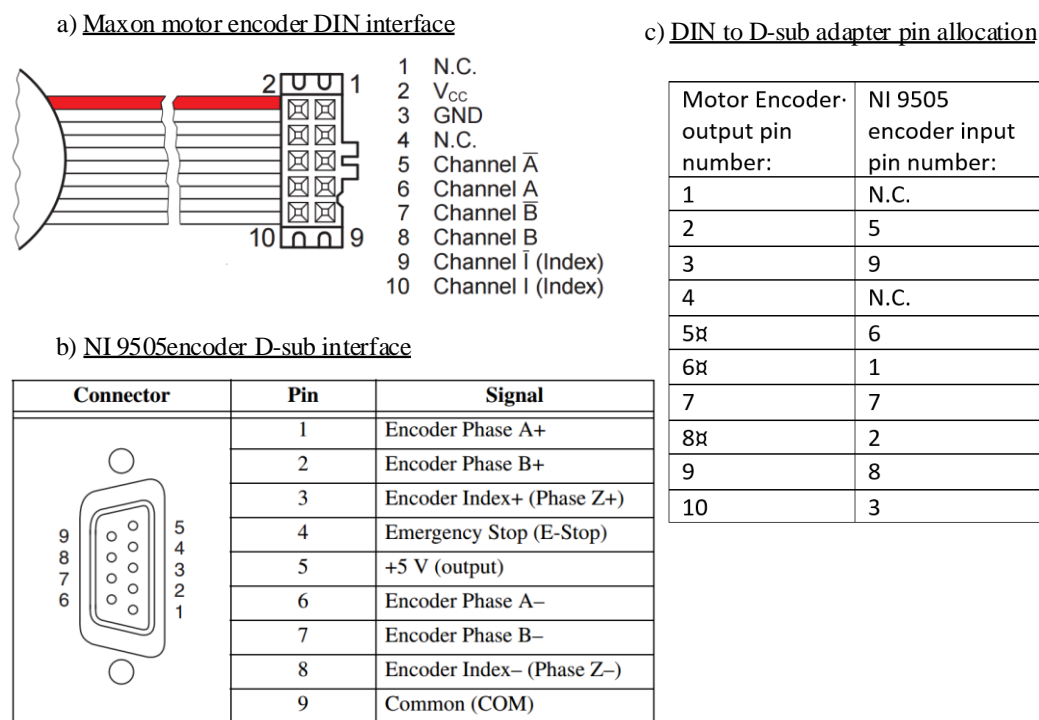 a) Maxon motor encoder DIN interface
2 1
10 9
1 N.C.
2 VCC
3 GND
4 N.C.
5 Channel A̅
6 Channel A
7 Channel B̅
8 Channel B
9 Channel I̅ (Index)
10 Channel I (Index)
b) NI 9505encoder D-sub interface
Connector Pin Signal
1 Encoder Phase A+
2 Encoder Phase B+
3 Encoder Index+ (Phase Z+)
4 Emergency Stop (E-Stop)
5 +5 V (output)
6 Encoder Phase A–
7 Encoder Phase B–
8 Encoder Index– (Phase Z–)
9 Common (COM)
9 5
8 4
7 3
6 2
1
c) DIN to D-sub adapter pin allocation
Motor Encoder· NI 9505
output pin encoder input
number: pin number:
1 N.C.
2 5
3 9
4 N.C.
5¤ 6
6¤ 1
7 7
8¤ 2
9 8
10 3